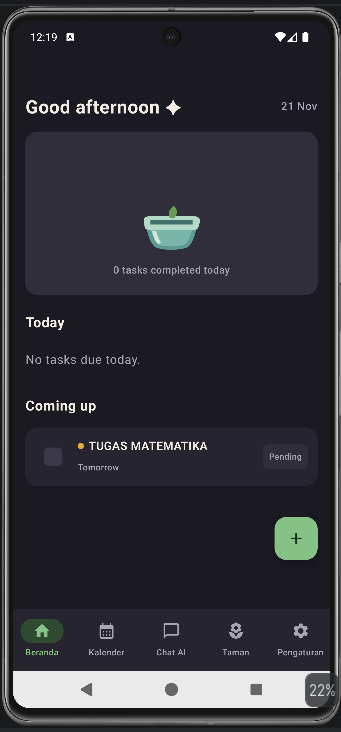 12:19
Good afternoon
21 Nov
0 tasks completed today
Today
No tasks due today.
Coming up
TUGAS MATEMATIKA
Tomorrow
Pending
+
Beranda
Kalender
Chat AI
Taman
Pengaturan
22%